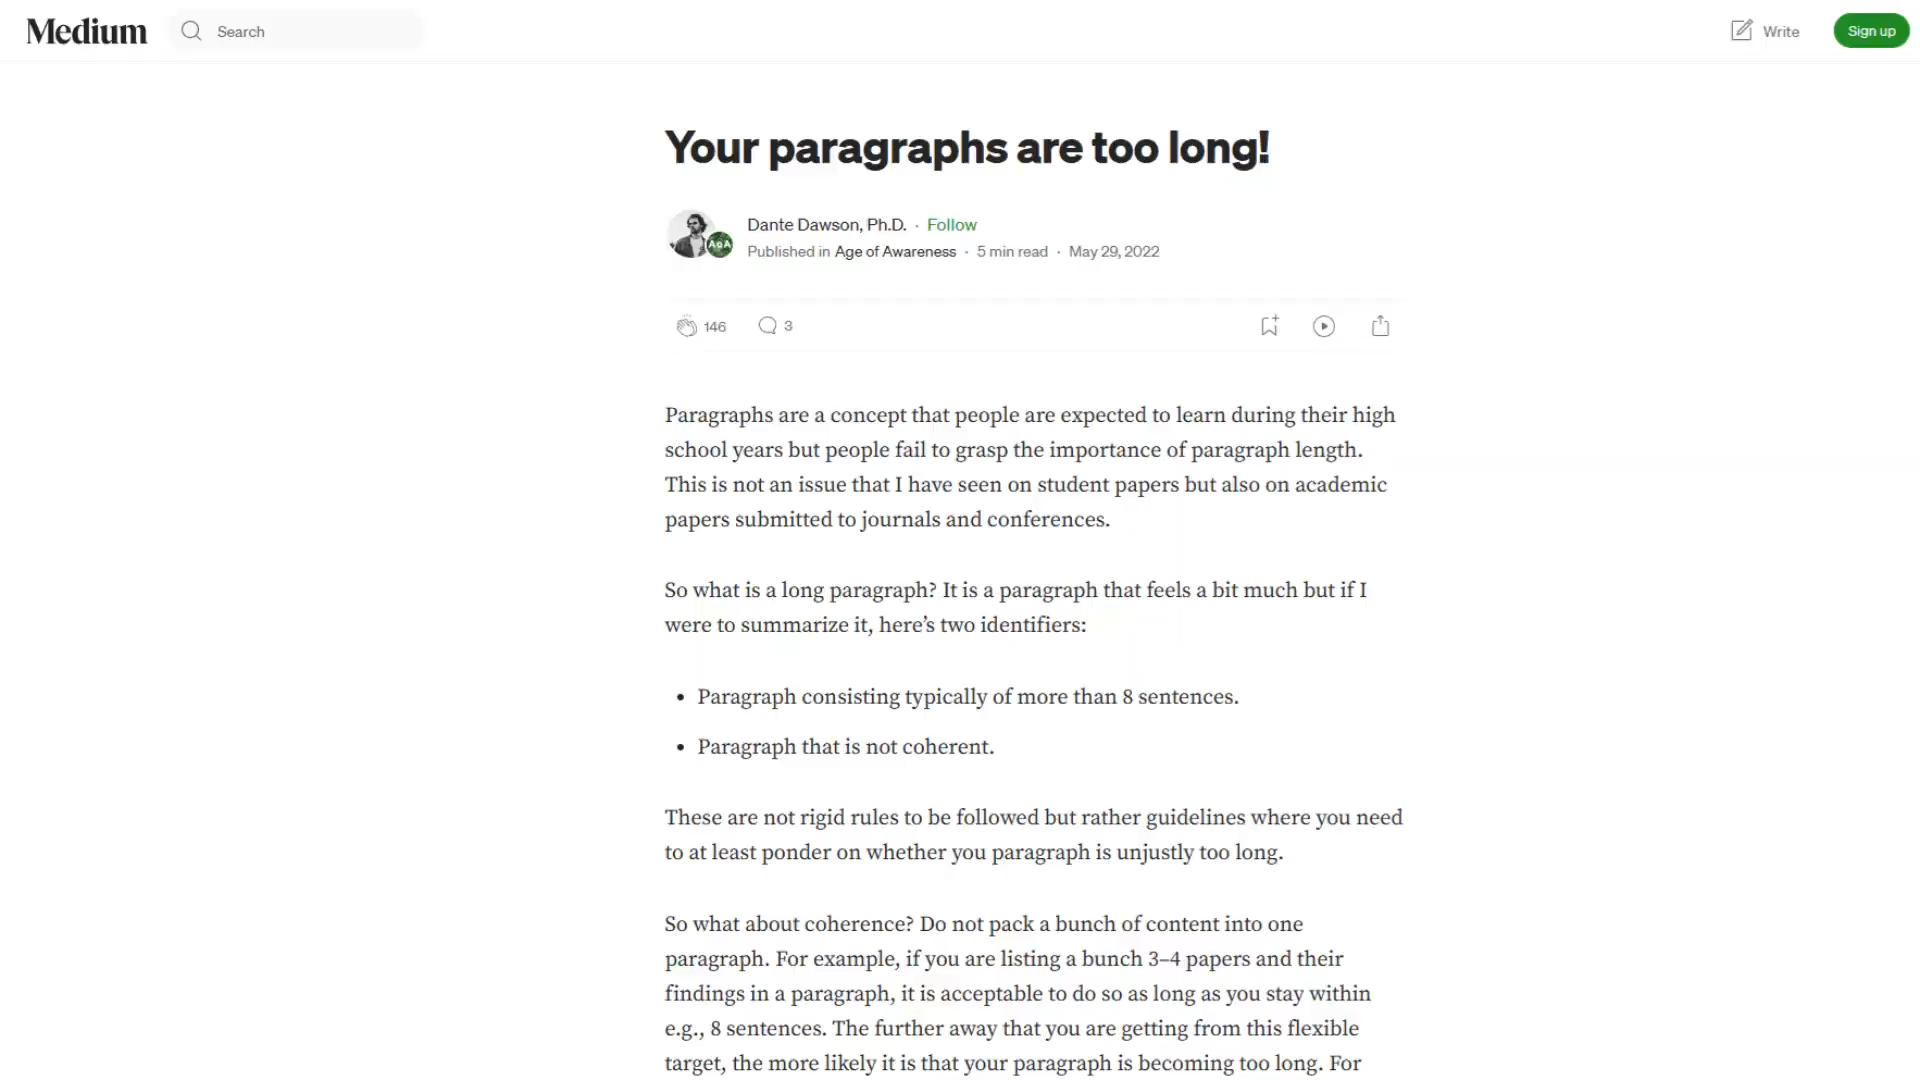 Medium
Search
Write
Sign up
Your paragraphs are too long!
Dante Dawson, Ph.D. · Follow
Published in Age of Awareness · 5 min read · May 29, 2022
AoA
146
3
Paragraphs are a concept that people are expected to learn during their high
school years but people fail to grasp the importance of paragraph length.
This is not an issue that I have seen on student papers but also on academic
papers submitted to journals and conferences.
So what is a long paragraph? It is a paragraph that feels a bit much but if I
were to summarize it, here’s two identifiers:
• Paragraph consisting typically of more than 8 sentences.
• Paragraph that is not coherent.
These are not rigid rules to be followed but rather guidelines where you need
to at least ponder on whether you paragraph is unjustly too long.
So what about coherence? Do not pack a bunch of content into one
paragraph. For example, if you are listing a bunch 3–4 papers and their
findings in a paragraph, it is acceptable to do so as long as you stay within
e.g., 8 sentences. The further away that you are getting from this flexible
target, the more likely it is that your paragraph is becoming too long. For